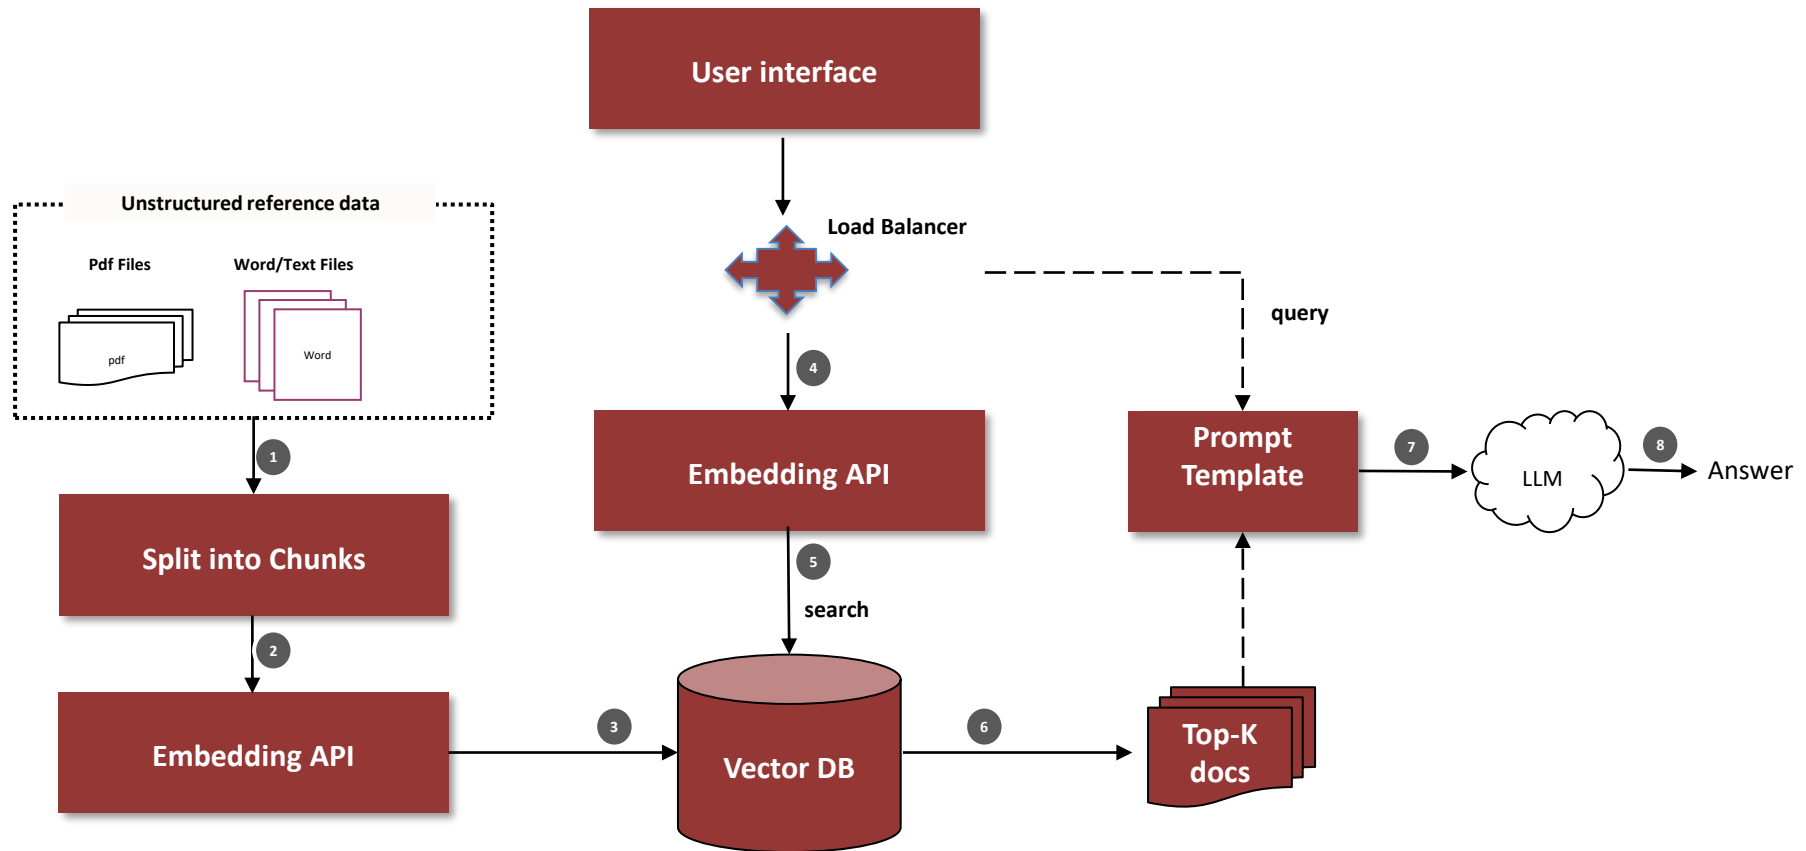 User interface
Unstructured reference data
Load Balancer
Pdf Files
Word/Text Files
query
pdf
Word
4
Prompt
Template
1
7
8
Embedding API
LLM
Answer
Split into Chunks
5
search
2
3
6
Embedding API
Vector DB
Top-K
docs